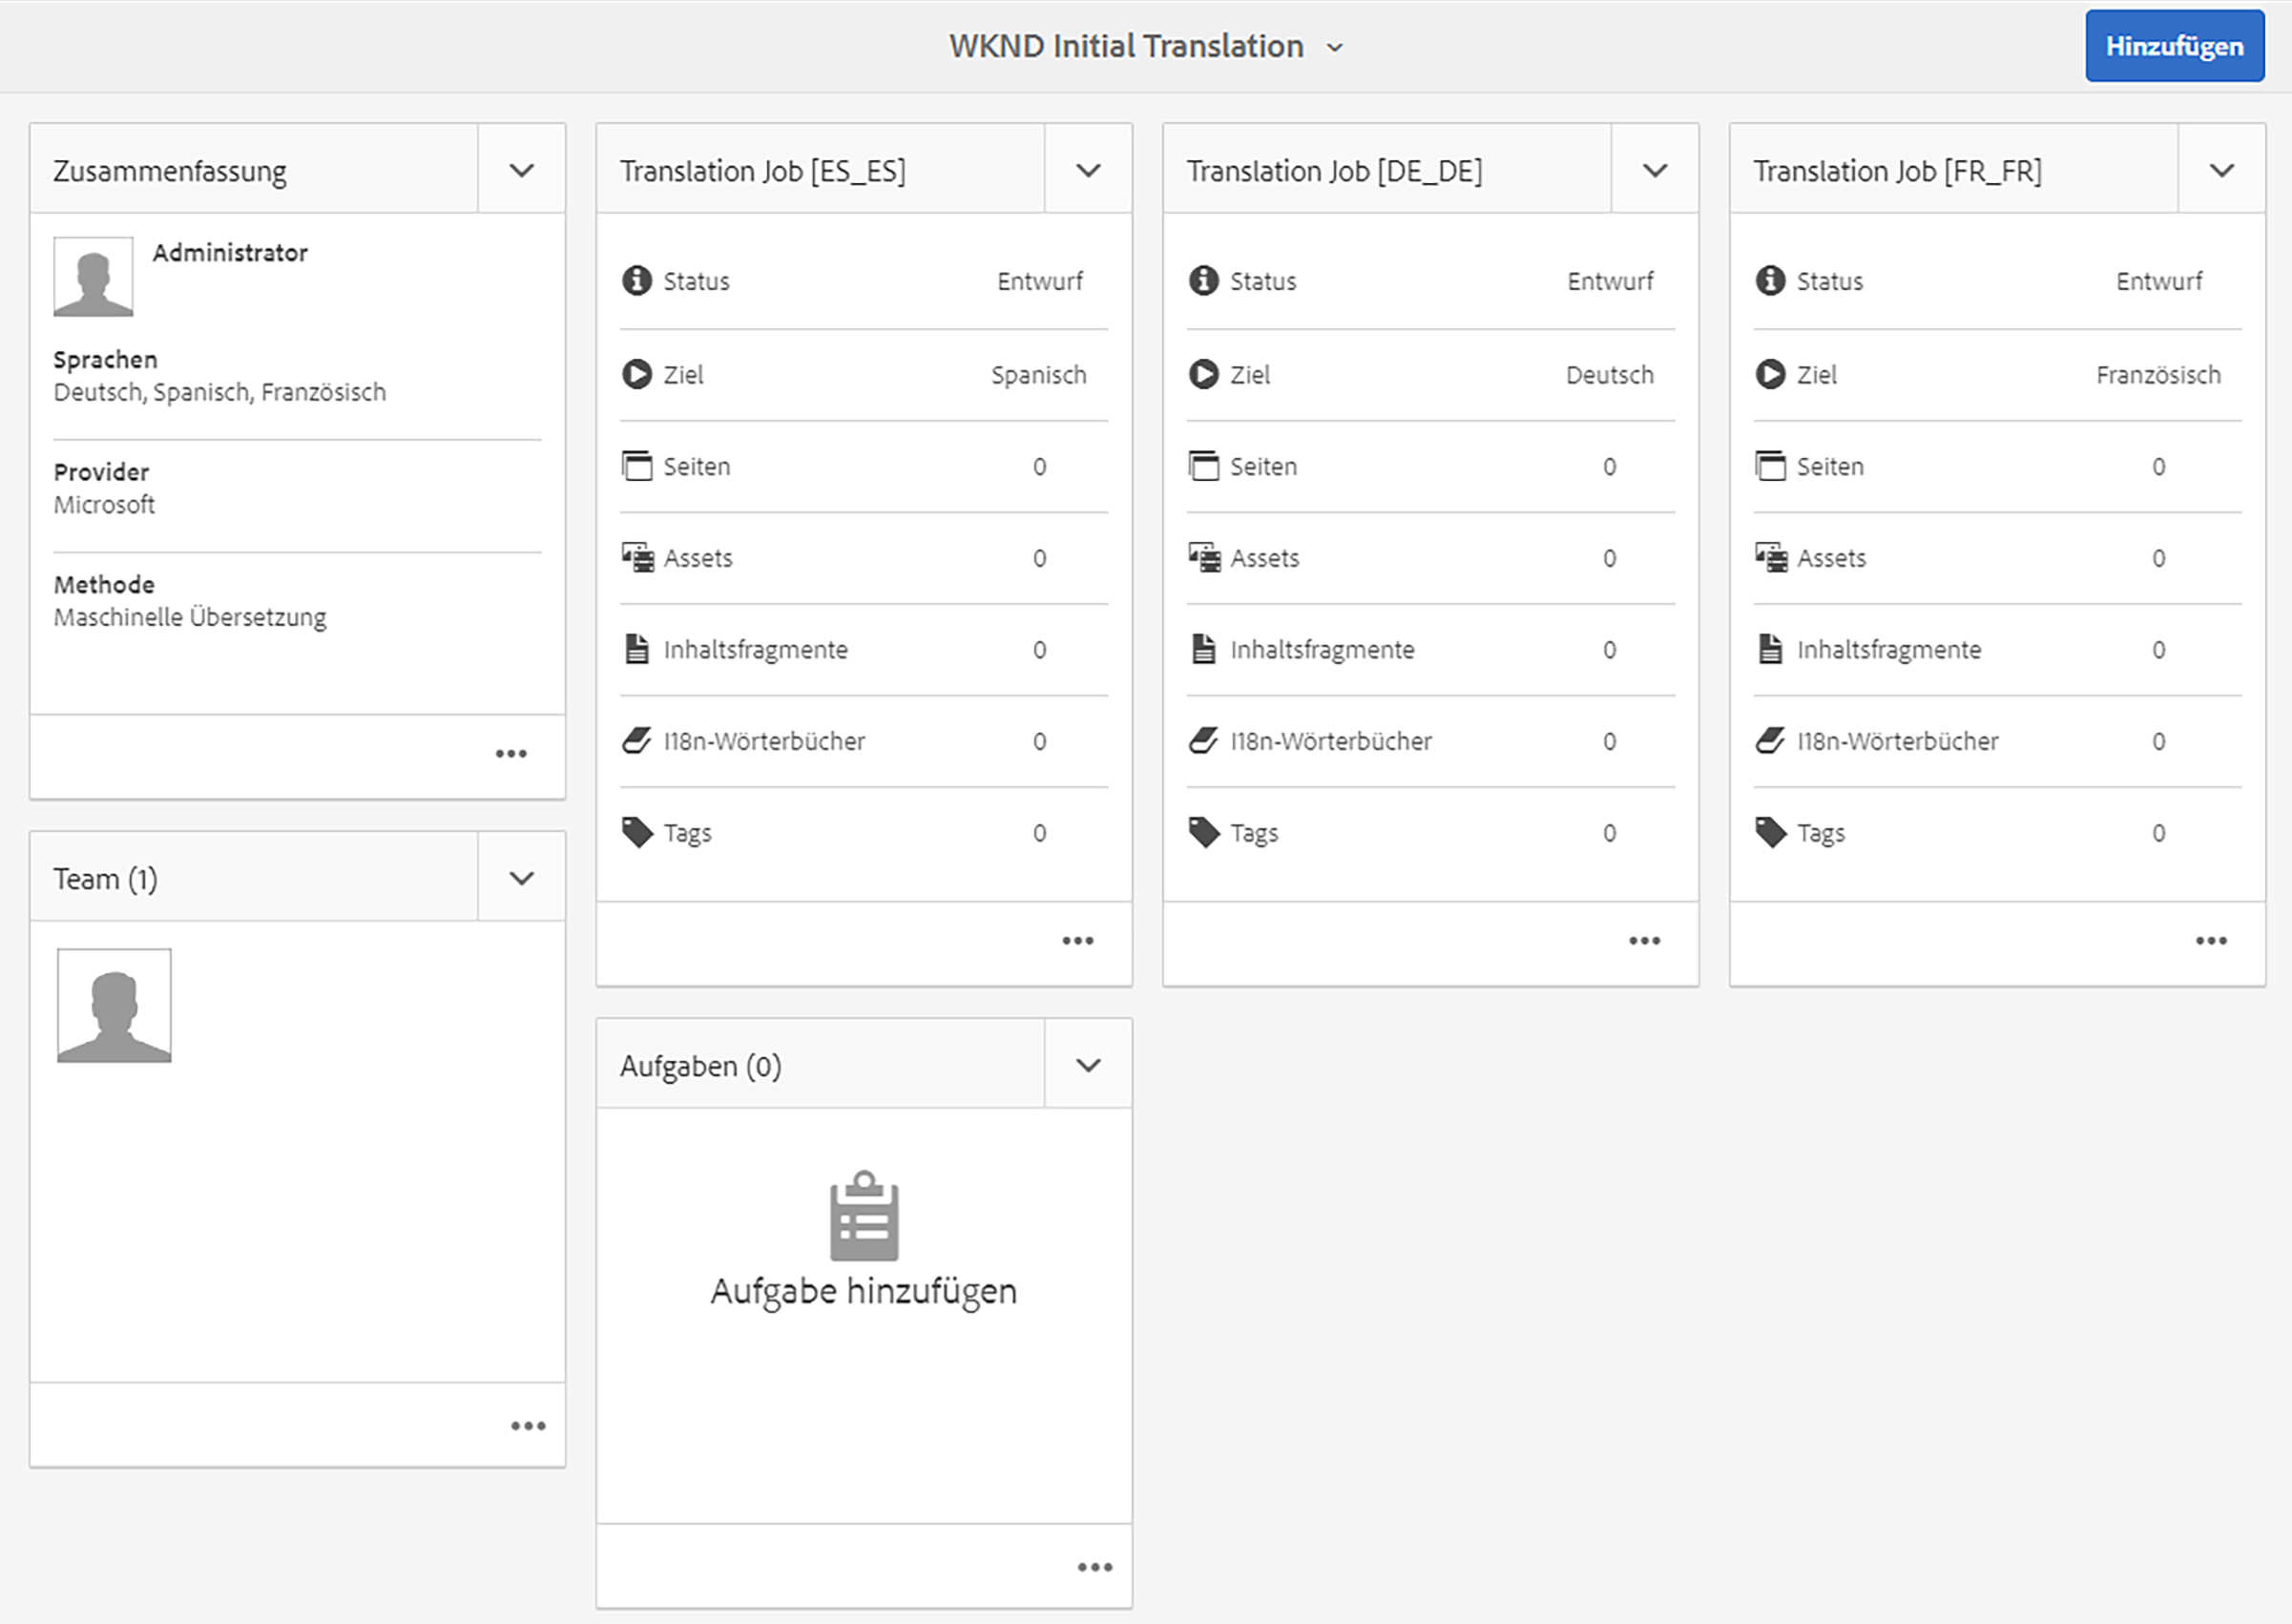 WKND Initial Translation
Hinzufügen
Zusammenfassung
Administrator
Sprachen
Deutsch, Spanisch, Französisch
Provider
Microsoft
Methode
Maschinelle Übersetzung
Team (1)
Translation Job [ES_ES]
Status Entwurf
Ziel Spanisch
Seiten 0
Assets 0
Inhaltsfragmente 0
I18n-Wörterbücher 0
Tags 0
Aufgaben (0)
Aufgabe hinzufügen
Translation Job [DE_DE]
Status Entwurf
Ziel Deutsch
Seiten 0
Assets 0
Inhaltsfragmente 0
I18n-Wörterbücher 0
Tags 0
Translation Job [FR_FR]
Status Entwurf
Ziel Französisch
Seiten 0
Assets 0
Inhaltsfragmente 0
I18n-Wörterbücher 0
Tags 0